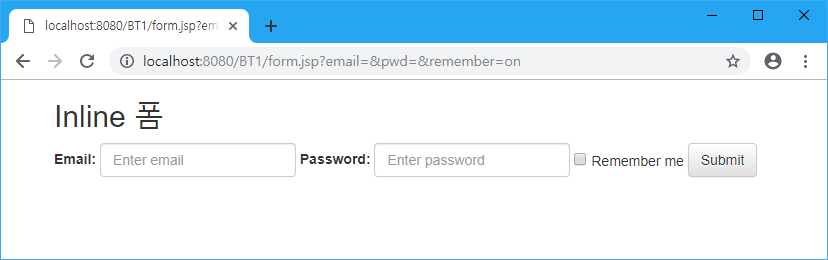 localhost:8080/BT1/form.jsp?em
localhost:8080/BT1/form.jsp?email=&pwd=&remember=on
Inline 폼
Email: Enter email Password: Enter password Remember me Submit